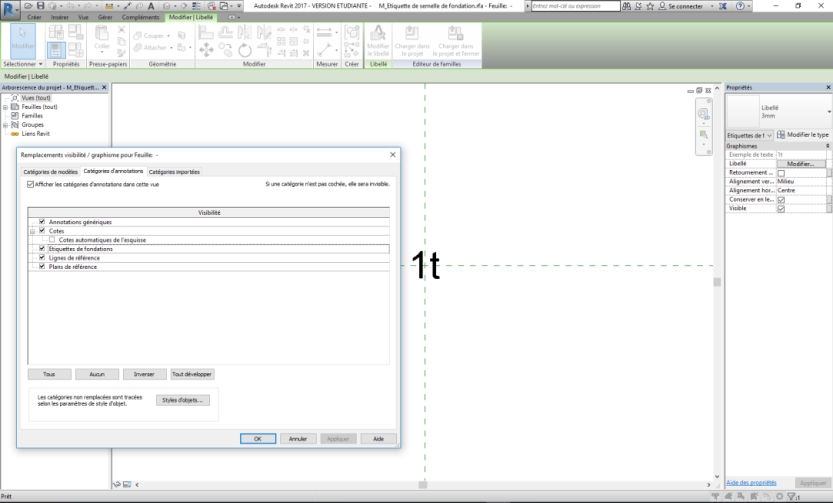 Autodesk Revit 2017 - VERSION ETUDIANTE - M_Etiquette de semelle de fondation.rfa - Feuille: -
Entrez mot-clé ou expression
Se connecter
Créer Insérer Vue Gérer Compléments Modifier | Libellé
Modifier
Coller
Couper
Attacher
Modifier le libellé
Charger dans le projet
Charger dans le projet et fermer
Sélectionner Propriétés Presse-papiers Géométrie Modifier Mesurer Créer Libellé Editeur de familles
Modifier | Libellé
Arborescence du projet - M_Etiquett...
Vues (tout)
Feuilles (tout)
Familles
Groupes
Liens Revit
Remplacements visibilité / graphisme pour Feuille: -
Catégories de modèles Catégories d'annotations Catégories importées
Afficher les catégories d'annotations dans cette vue
Si une catégorie n'est pas cochée, elle sera invisible.
Visibilité
Annotations génériques
Cotes
Cotes automatiques de l'esquisse
Etiquettes de fondations
Lignes de référence
Plans de référence
Tous Aucun Inverser Tout développer
Les catégories non remplacées sont tracées
selon les paramètres de style d'objet.
Styles d'objets...
OK Annuler Appliquer Aide
1t
Propriétés
Libellé
3mm
Etiquettes de f Modifier le type
Graphismes
Exemple de texte 1t
Libellé Modifier...
Retournement ...
Alignement ver... Milieu
Alignement hor... Centre
Conserver en le...
Visible
Aide des propriétés Appliquer
Prêt